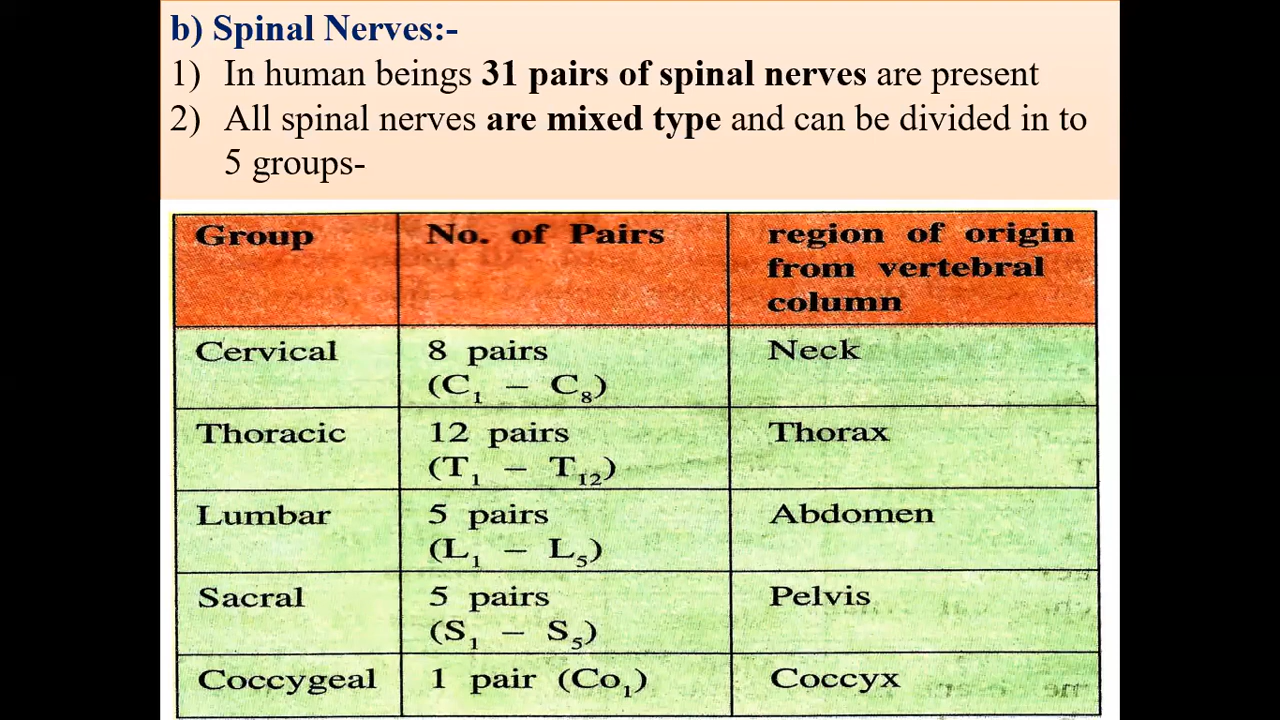 b) Spinal Nerves:-
1) In human beings 31 pairs of spinal nerves are present
2) All spinal nerves are mixed type and can be divided in to
5 groups-
Group No. of Pairs region of origin
from vertebral
column
Cervical 8 pairs Neck
(C₁ – C₈)
Thoracic 12 pairs Thorax
(T₁ – T₁₂)
Lumbar 5 pairs Abdomen
(L₁ – L₅)
Sacral 5 pairs Pelvis
(S₁ – S₅)
Coccygeal 1 pair (Co₁) Coccyx